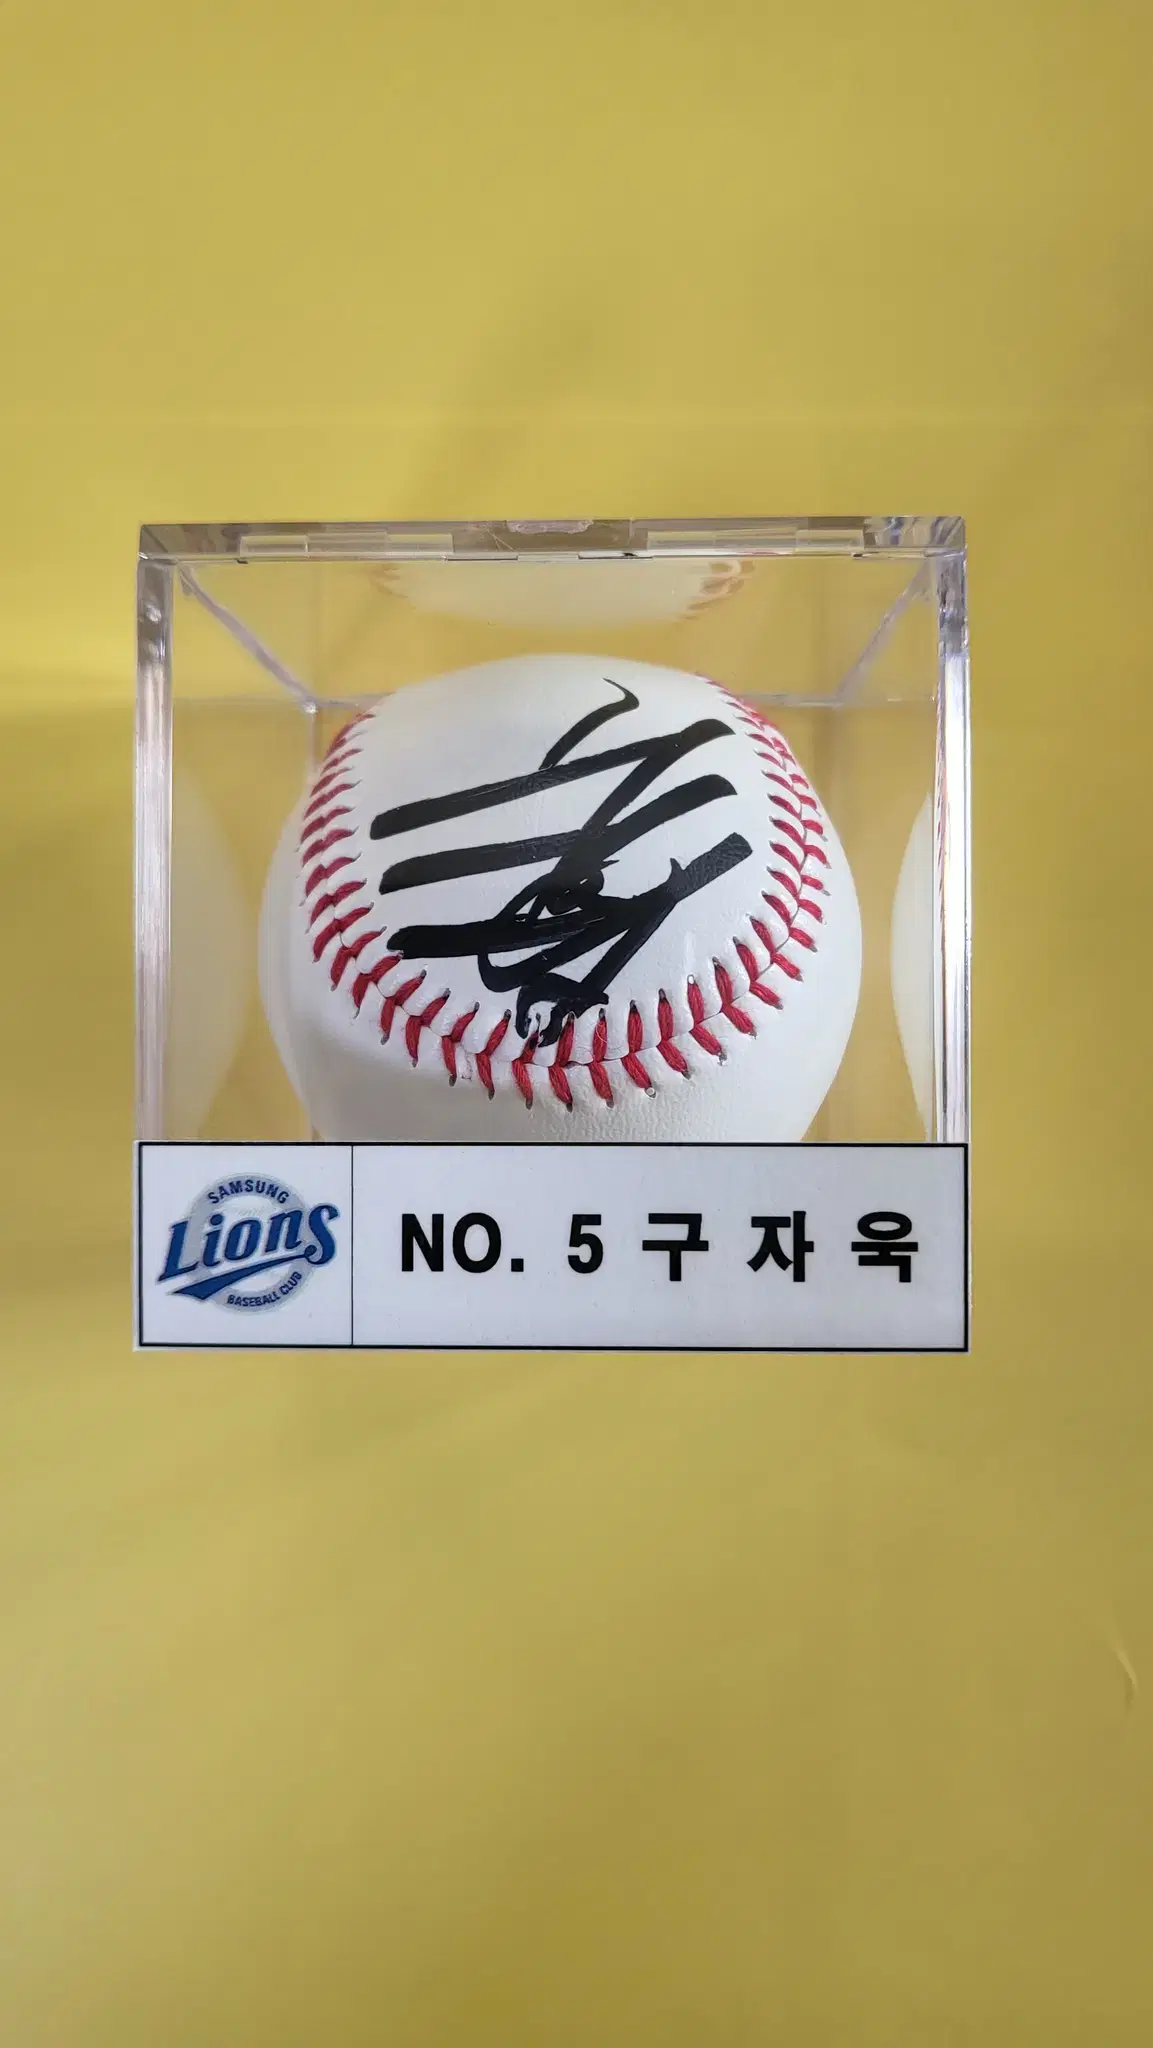 SAMSUNG
Lions
BASEBALL CLUB
NO. 5 구 자 욱